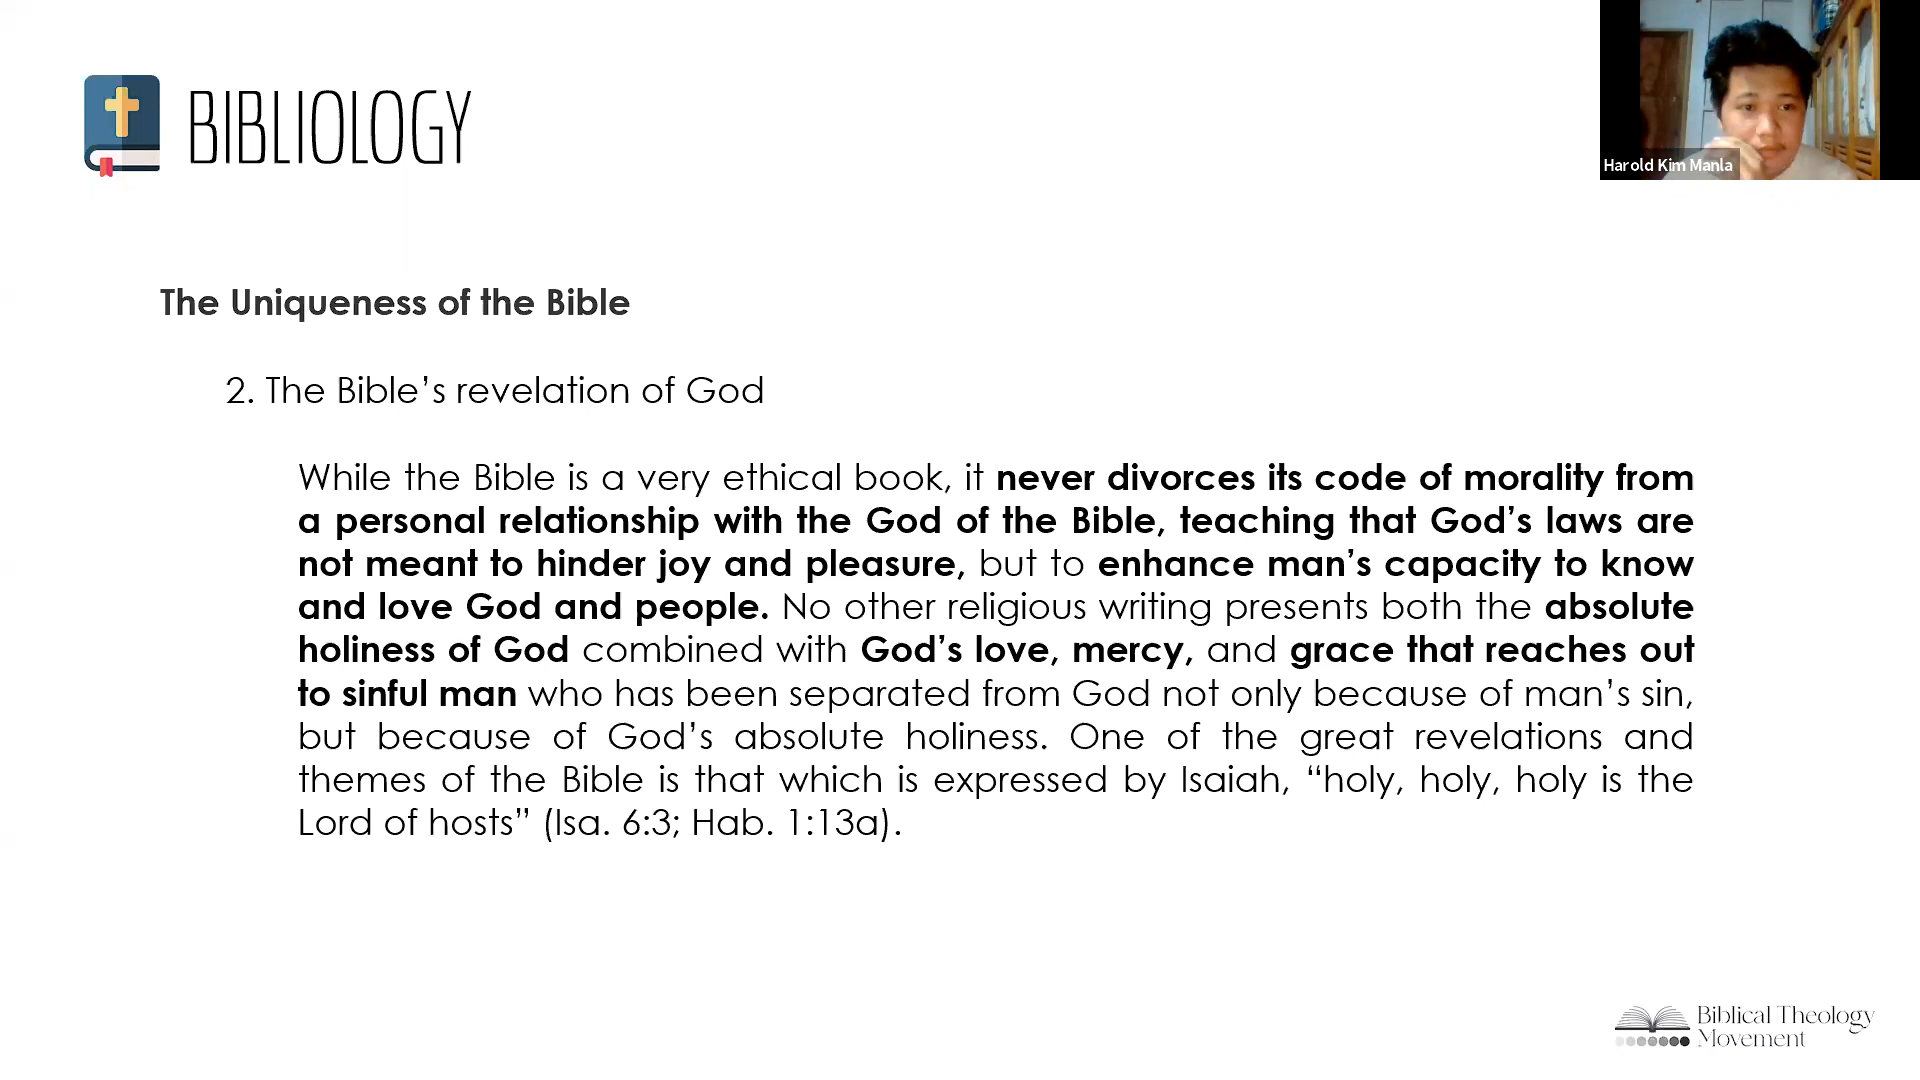 BIBLIOLOGY
Harold Kim Manla
The Uniqueness of the Bible
2. The Bible’s revelation of God
While the Bible is a very ethical book, it never divorces its code of morality from
a personal relationship with the God of the Bible, teaching that God’s laws are
not meant to hinder joy and pleasure, but to enhance man’s capacity to know
and love God and people. No other religious writing presents both the absolute
holiness of God combined with God’s love, mercy, and grace that reaches out
to sinful man who has been separated from God not only because of man’s sin,
but because of God’s absolute holiness. One of the great revelations and
themes of the Bible is that which is expressed by Isaiah, “holy, holy, holy is the
Lord of hosts” (Isa. 6:3; Hab. 1:13a).
Biblical Theology
Movement